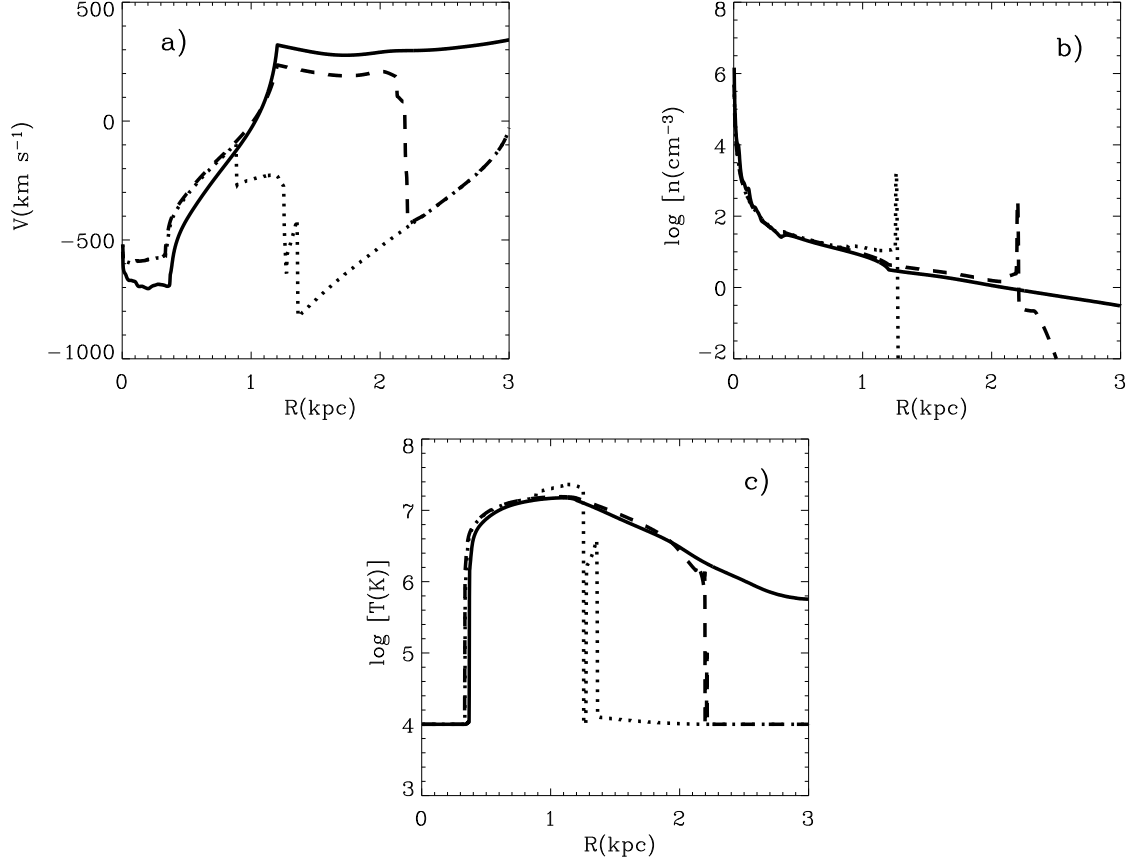 a)
500
0
−500
−1000
V(km s⁻¹)
0 1 2 3
R(kpc)
b)
8
6
4
2
0
−2
log [n(cm⁻³)
0 1 2 3
R(kpc)
c)
8
7
6
5
4
3
log [T(K)]
0 1 2 3
R(kpc)